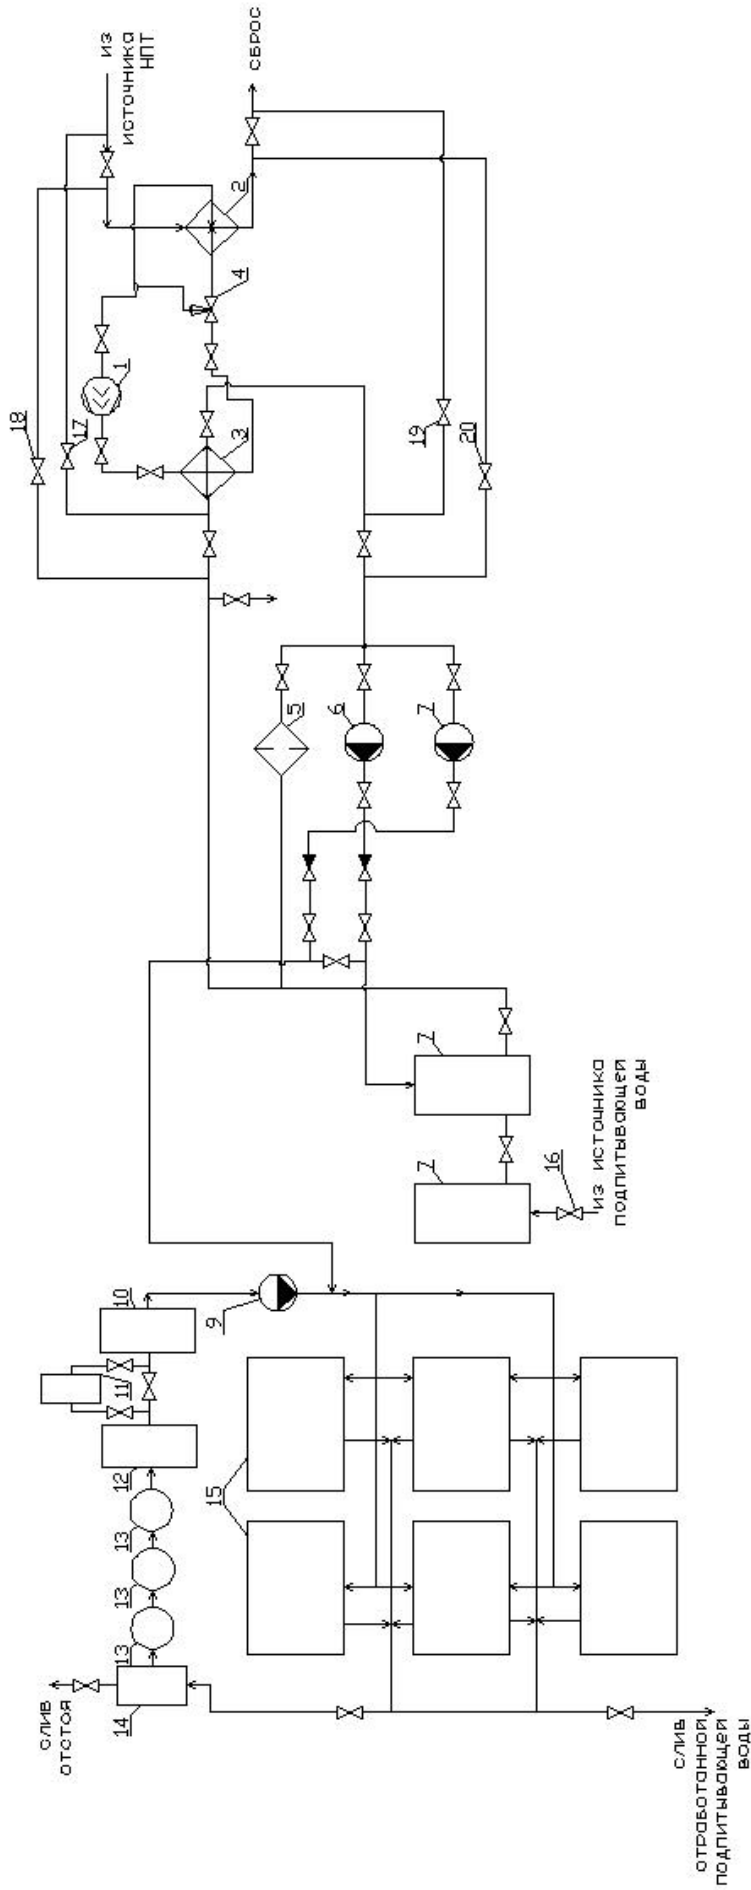 ИЗ
ИСТОЧНИКА
НПТ
СБРОС
18
17
1
2
4
3
19
20
5
6
7
7
7
16
ИЗ ИСТОЧНИКА
ПОДПИТЫВАЮЩЕЙ
ВОДЫ
9
10
11
12
13
13
13
14
15
СЛИВ
ОТСТОЯ
СЛИВ
ОТРАБОТАННОЙ
ПОДПИТЫВАЮЩЕЙ
ВОДЫ